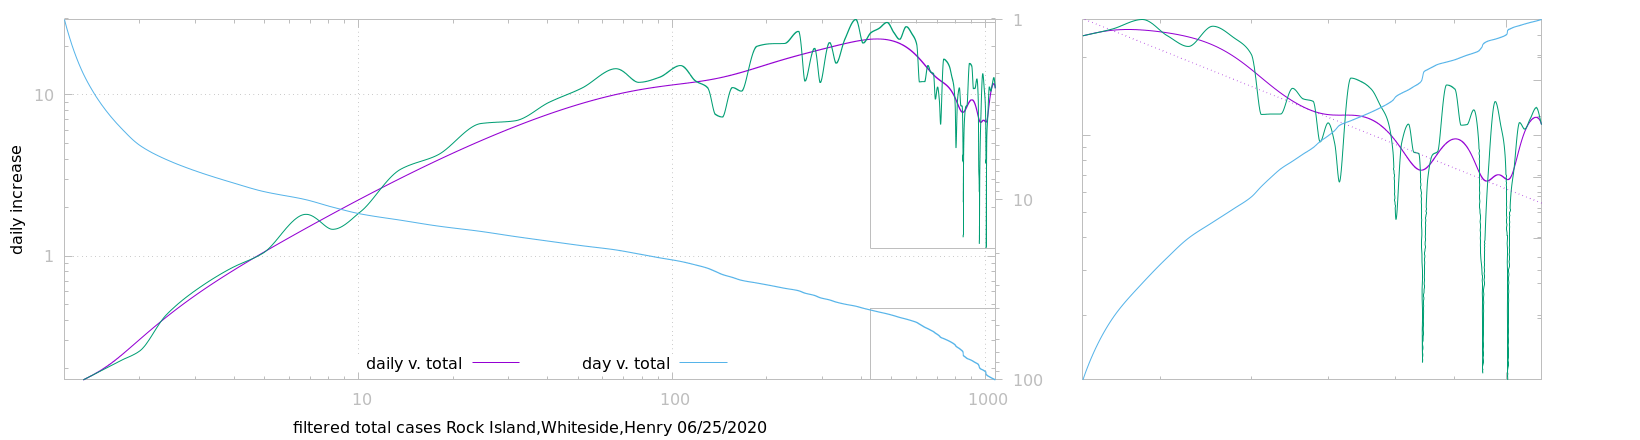 1
10
10
1
daily increase
daily v. total
day v. total
100
10
100
1000
filtered total cases Rock Island,Whiteside,Henry 06/25/2020